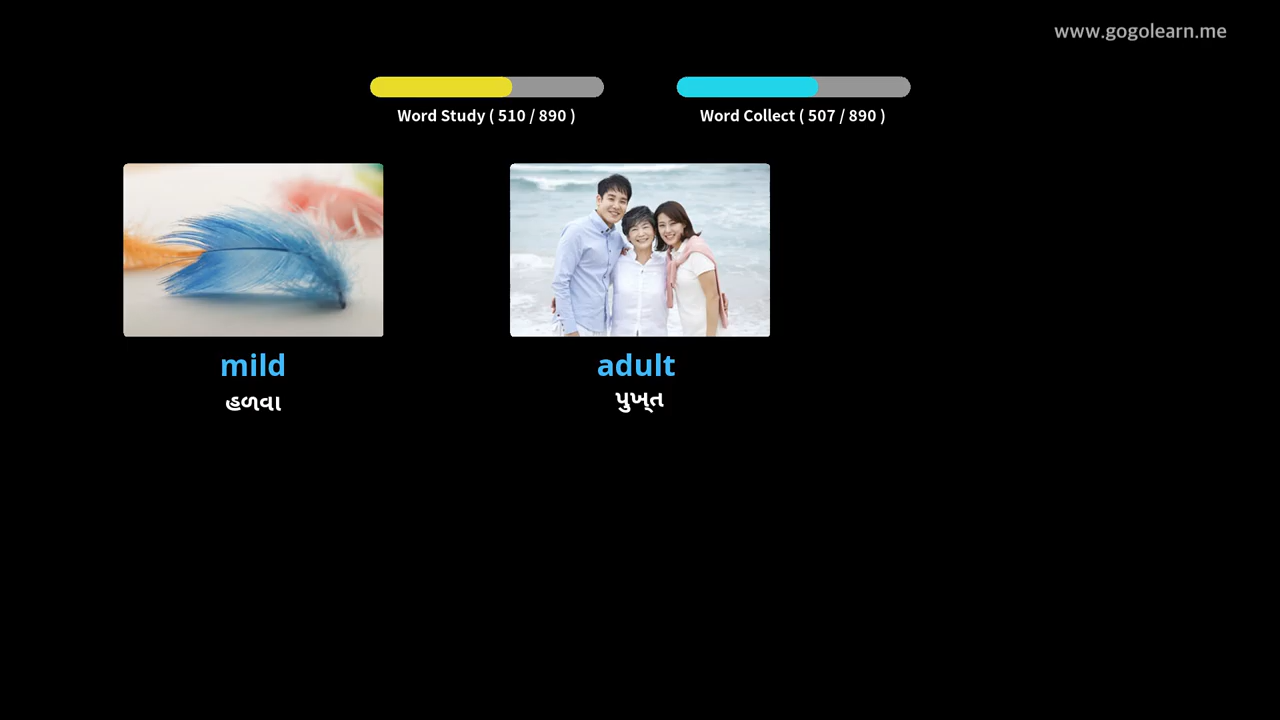 www.gogolearn.me
Word Study ( 510 / 890 )
Word Collect ( 507 / 890 )
mild
હળવા
adult
પુખ્ત